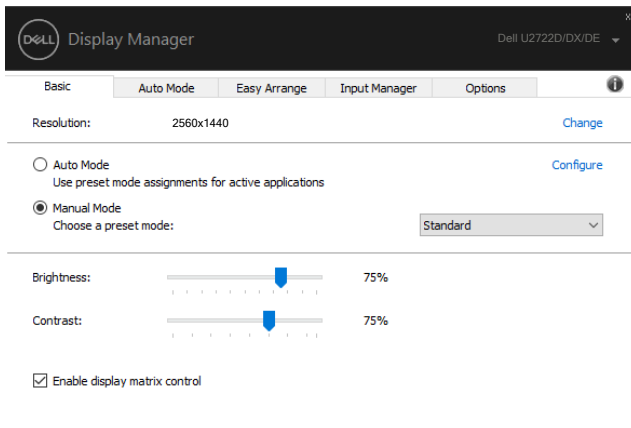 DELL Display Manager
Dell U2722D/DX/DE
x
Basic
Auto Mode
Easy Arrange
Input Manager
Options
i
Resolution:
2560x1440
Change
Auto Mode
Configure
Use preset mode assignments for active applications
Manual Mode
Choose a preset mode:
Standard
Brightness:
75%
Contrast:
75%
Enable display matrix control